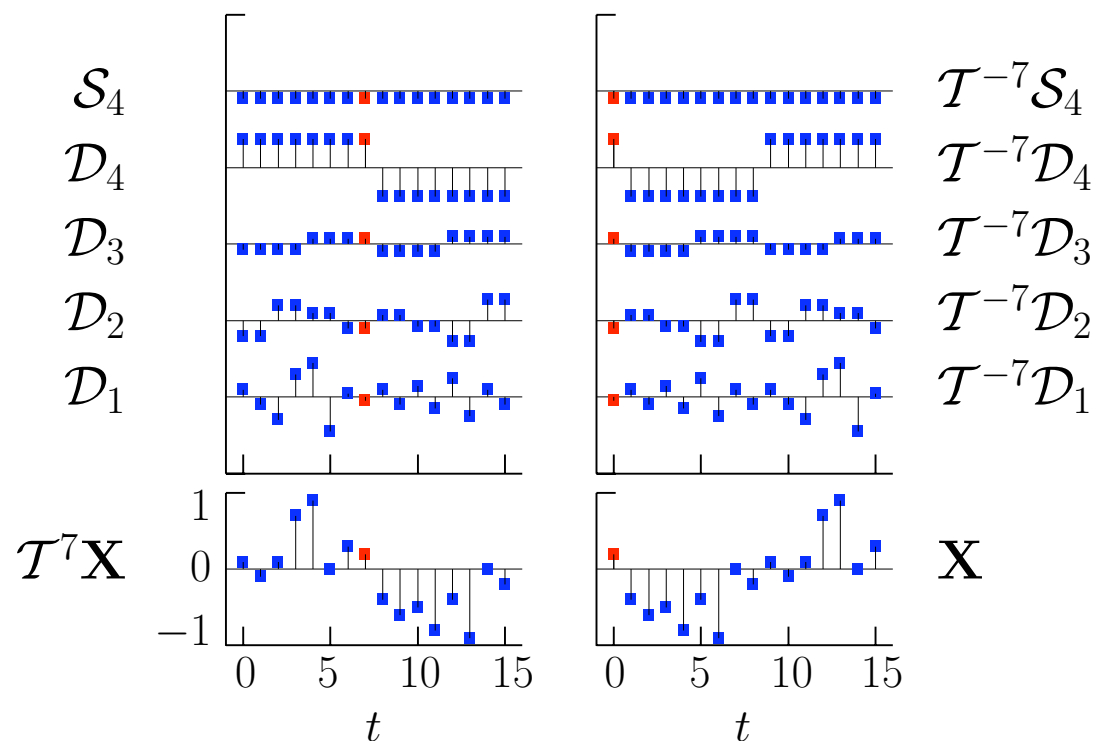 𝒮₄ 𝒯⁻⁷𝒮₄
𝒟₄ 𝒯⁻⁷𝒟₄
𝒟₃ 𝒯⁻⁷𝒟₃
𝒟₂ 𝒯⁻⁷𝒟₂
𝒟₁ 𝒯⁻⁷𝒟₁
1
𝒯⁷𝐗 0 𝐗
−1
0 5 10 15 0 5 10 15
t t